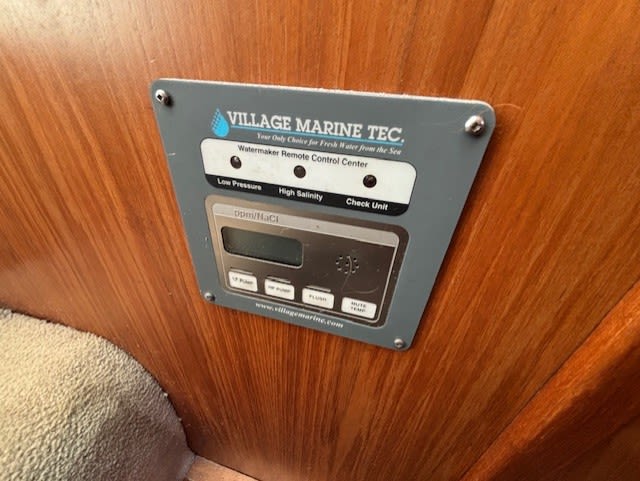 VILLAGE MARINE TEC.
Your Only Choice for Fresh Water from the Sea
Watermaker Remote Control Center
Low Pressure High Salinity Check Unit
ppm/NaCl
LP PUMP HP PUMP FLUSH MUTE
TEMP
www.villagemarine.com